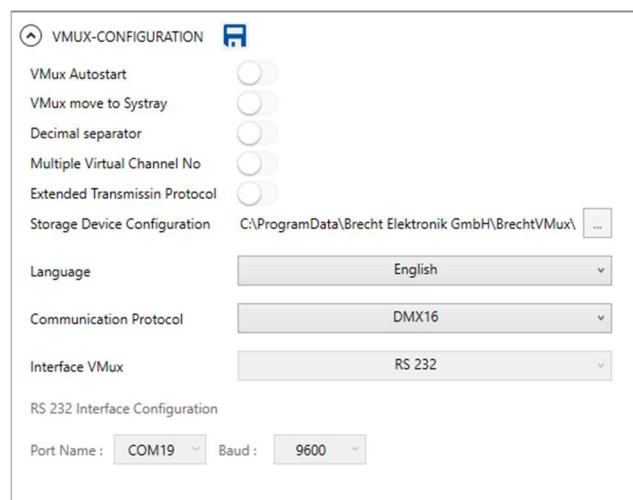 VMUX-CONFIGURATION
VMux Autostart
VMux move to Systray
Decimal separator
Multiple Virtual Channel No
Extended Transmissin Protocol
Storage Device Configuration C:\ProgramData\Brecht Elektronik GmbH\BrechtVMux\ ...
Language English
Communication Protocol DMX16
Interface VMux RS 232
RS 232 Interface Configuration
Port Name : COM19 Baud : 9600